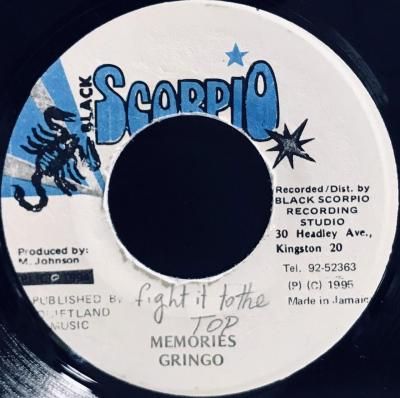 BLACK
SCORPIO
Recorded/Dist. by
BLACK SCORPIO
RECORDING
STUDIO
30 Headley Ave.,
Kingston 20
Tel. 92-52363
(P) (C) 1995
Made in Jamaica
Produced by:
M. Johnson
PUBLISHED BY
MUSIC
fight it to the
TOP
MEMORIES
GRINGO